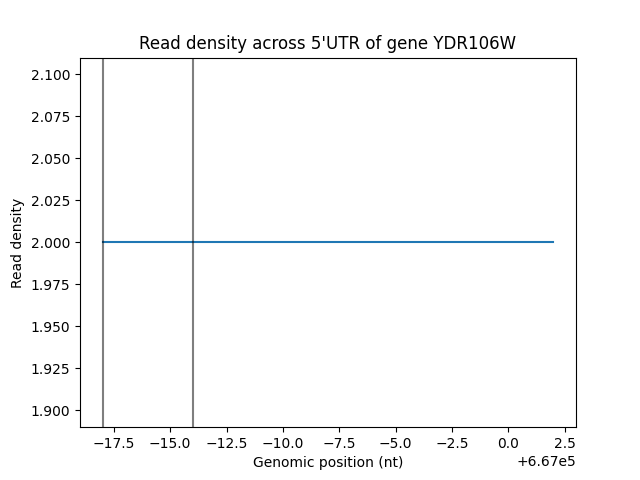 Read density across 5'UTR of gene YDR106W
2.100
2.075
2.050
2.025
2.000
1.975
1.950
1.925
1.900
Read density
−17.5 −15.0 −12.5 −10.0 −7.5 −5.0 −2.5 0.0 2.5
Genomic position (nt) +6.67e5